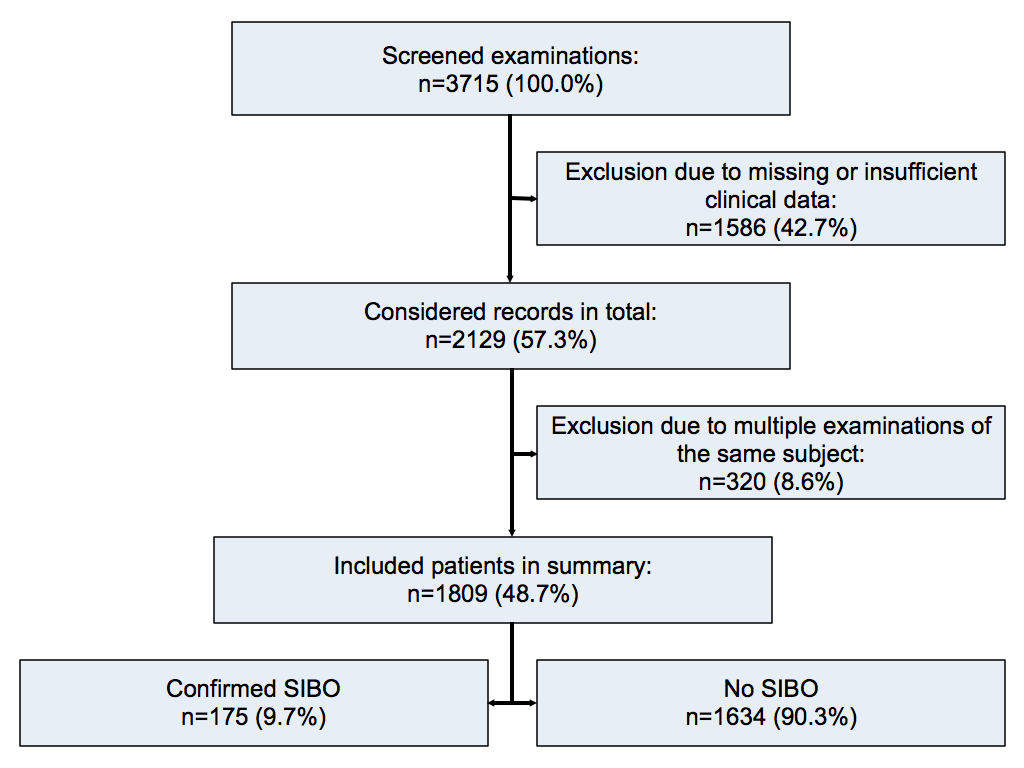 Screened examinations:
n=3715 (100.0%)
Exclusion due to missing or insufficient
clinical data:
n=1586 (42.7%)
Considered records in total:
n=2129 (57.3%)
Exclusion due to multiple examinations of
the same subject:
n=320 (8.6%)
Included patients in summary:
n=1809 (48.7%)
Confirmed SIBO
n=175 (9.7%)
No SIBO
n=1634 (90.3%)